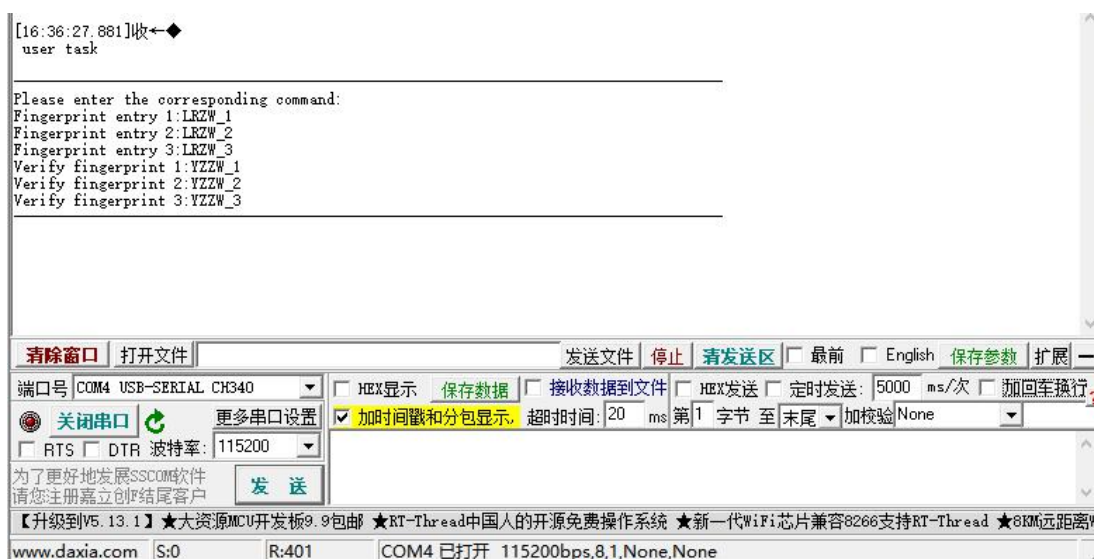 [16:36:27.881]收←◆
user task
Please enter the corresponding command:
Fingerprint entry 1:LRZW_1
Fingerprint entry 2:LRZW_2
Fingerprint entry 3:LRZW_3
Verify fingerprint 1:YZZW_1
Verify fingerprint 2:YZZW_2
Verify fingerprint 3:YZZW_3
清除窗口 打开文件 发送文件 停止 清发送区 最前 English 保存参数 扩展 —
端口号 COM4 USB-SERIAL CH340 HEX显示 保存数据 接收数据到文件 HEX发送 定时发送: 5000 ms/次 加回车换行
关闭串口 更多串口设置 加时间戳和分包显示, 超时时间: 20 ms 第1 字节 至 末尾 加校验 None
RTS DTR 波特率: 115200
为了更好地发展SSCOM软件
请您注册嘉立创F结尾客户
发 送
【升级到V5.13.1】★大资源MCU开发板9.9包邮 ★RT-Thread中国人的开源免费操作系统 ★新一代WiFi芯片兼容8266支持RT-Thread ★8KM远距离
www.daxia.com S:0 R:401 COM4 已打开 115200bps,8,1,None,None